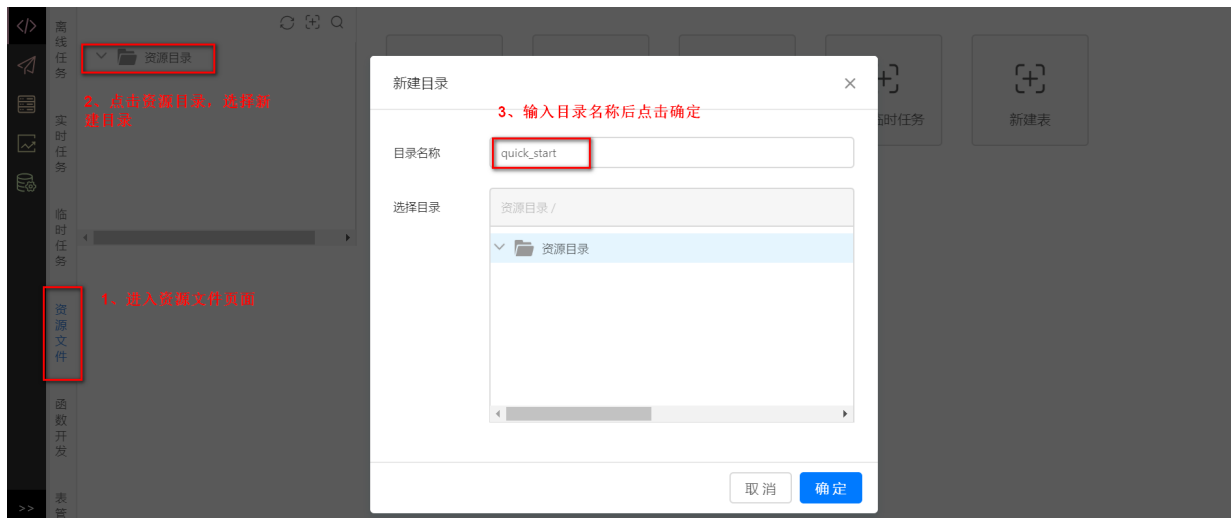 </>
离线任务
资源目录
2、点击资源目录，选择新
建目录
实时任务
临时任务
1、进入资源文件页面
资源文件
函数开发
表管
>>
新建目录
3、输入目录名称后点击确定
目录名称
quick_start
选择目录
资源目录 /
资源目录
取消
确定
临时任务
新建表